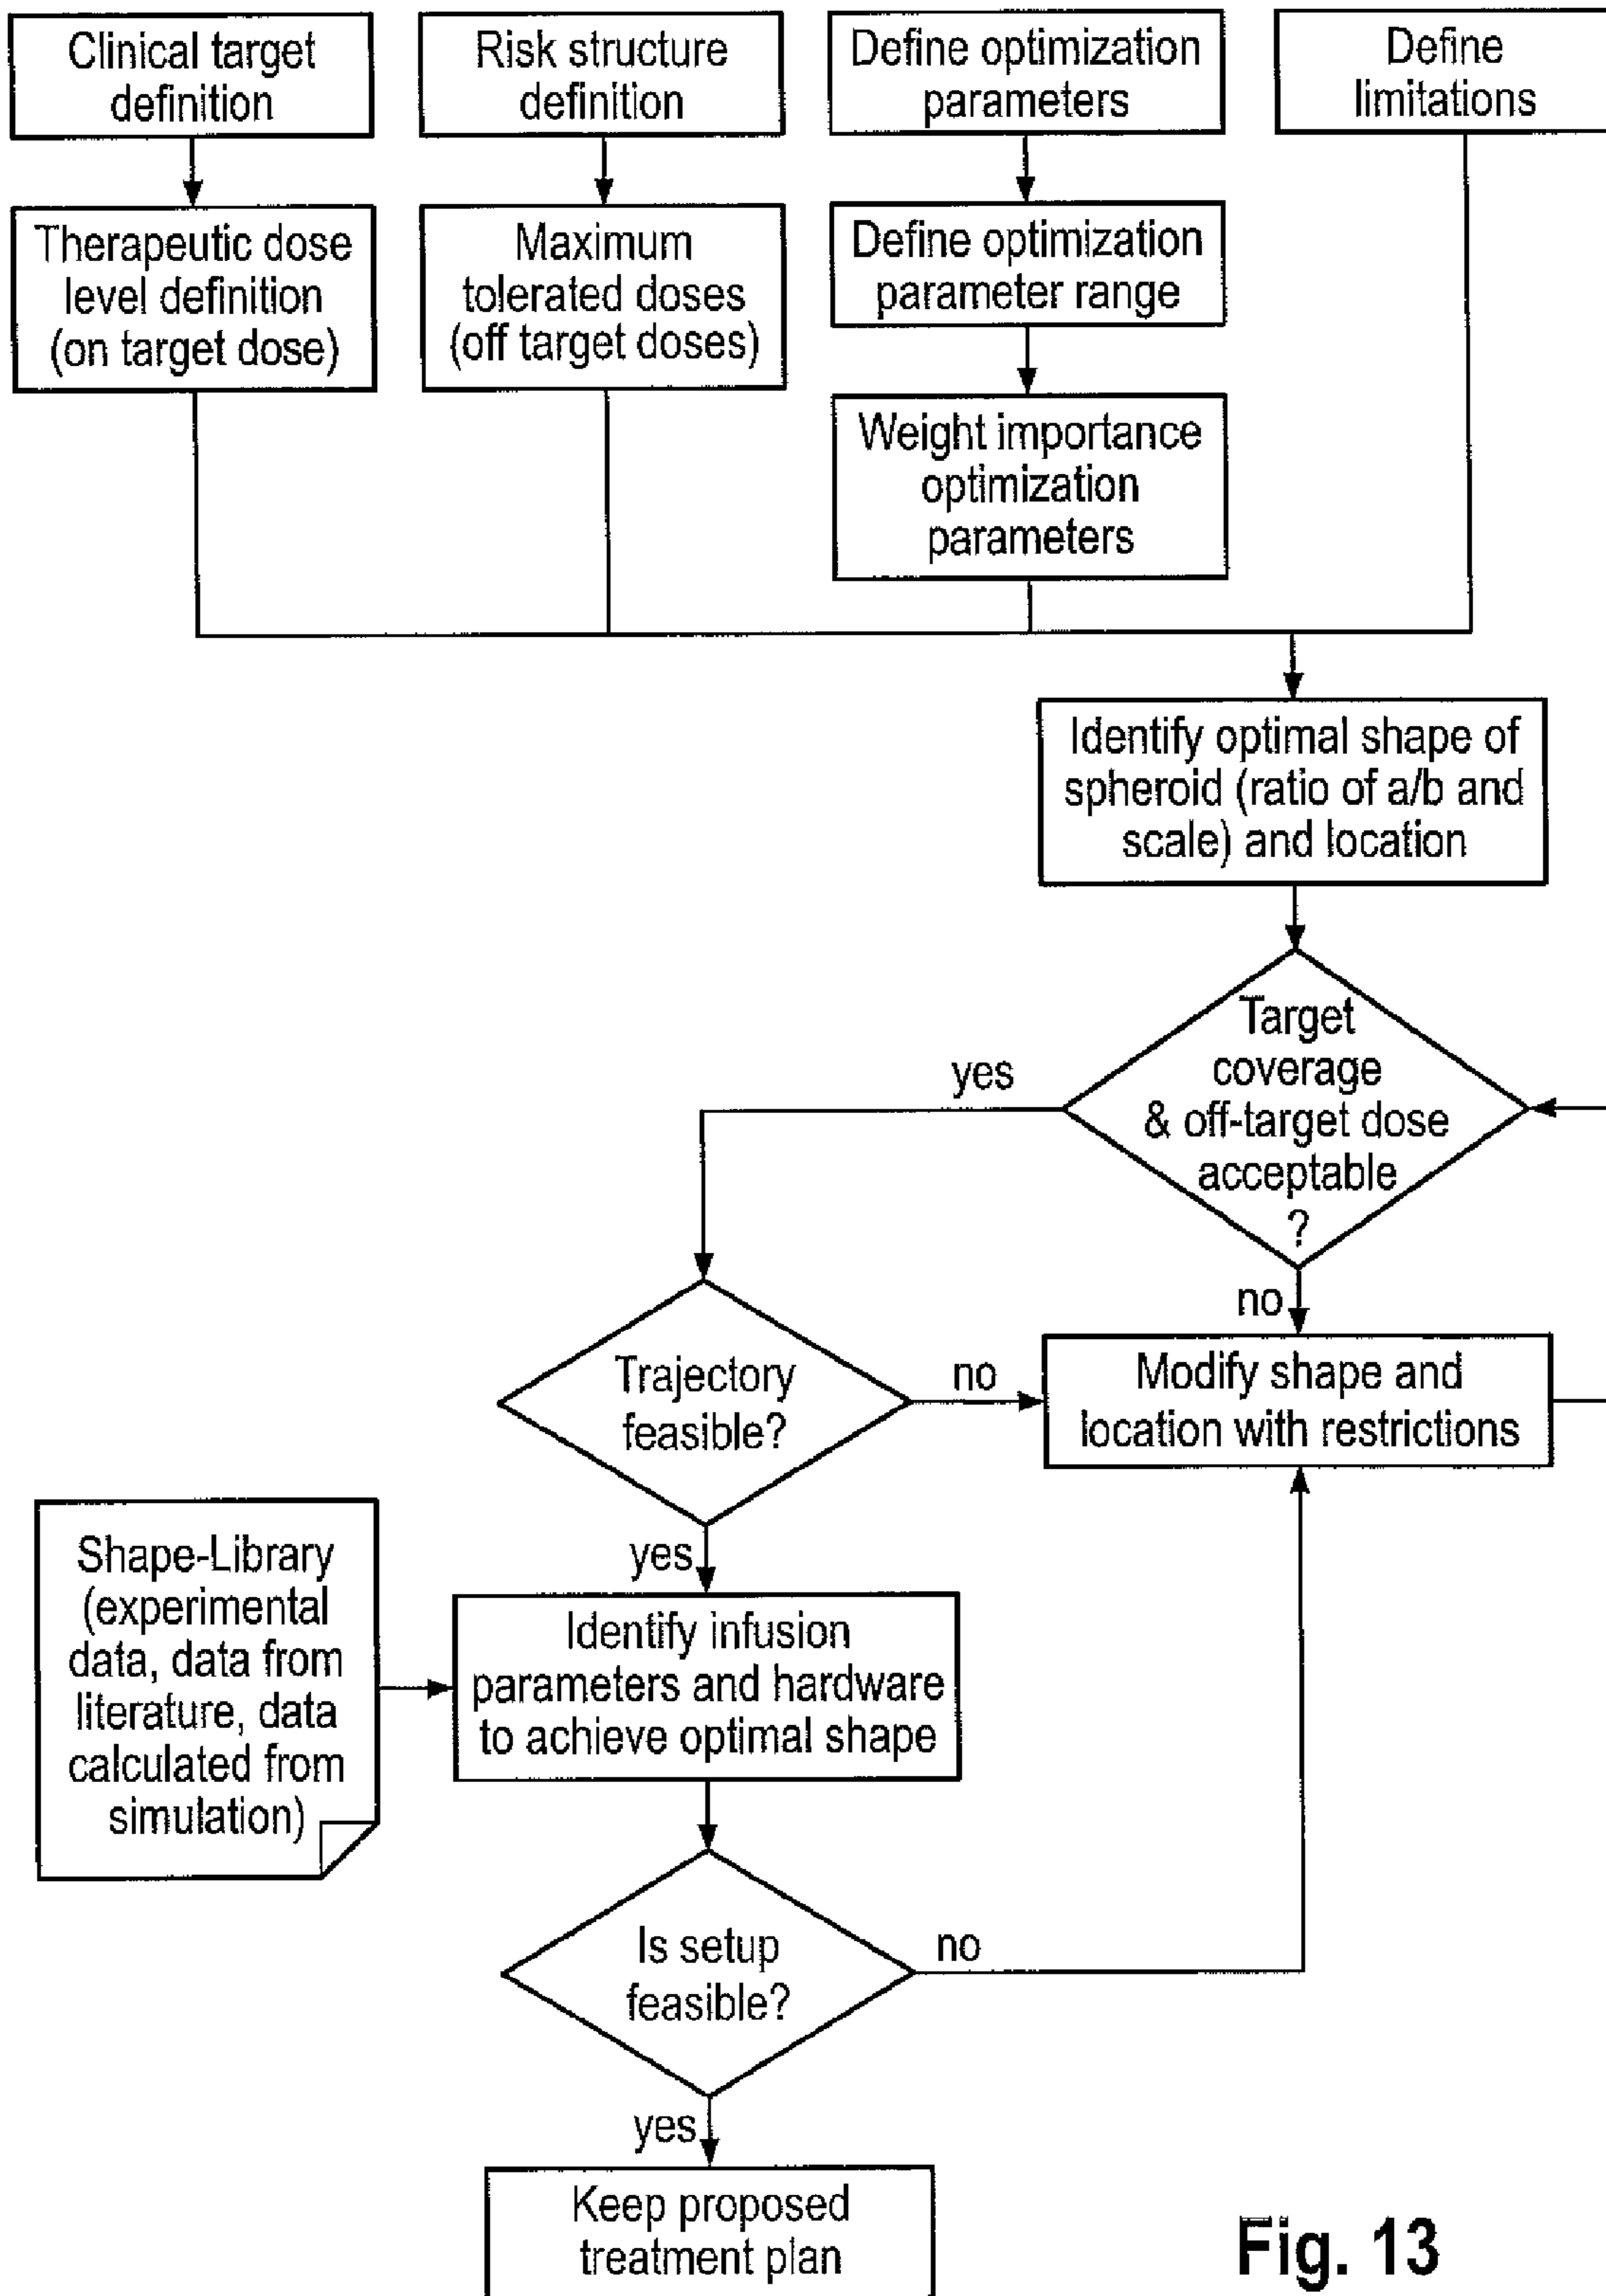 Clinical target
definition
Risk structure
definition
Define optimization
parameters
Define
limitations
Therapeutic dose
level definition
(on target dose)
Maximum
tolerated doses
(off target doses)
Define optimization
parameter range
Weight importance
optimization
parameters
Identify optimal shape of
spheroid (ratio of a/b and
scale) and location
Target
coverage
& off-target dose
acceptable
?
yes
no
Trajectory
feasible?
no
Modify shape and
location with restrictions
yes
Shape-Library
(experimental
data, data from
literature, data
calculated from
simulation)
Identify infusion
parameters and hardware
to achieve optimal shape
Is setup
feasible?
no
yes
Keep proposed
treatment plan
Fig. 13